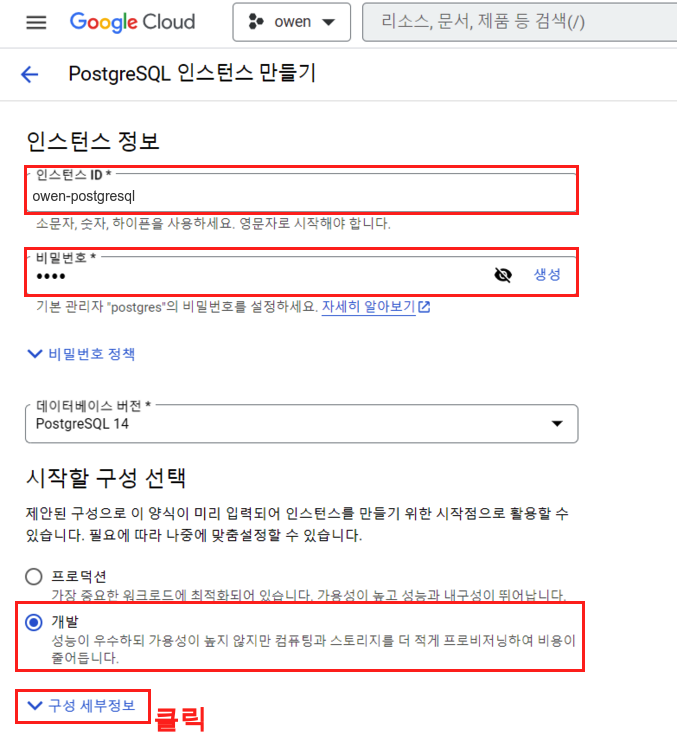 Google Cloud
owen
리소스, 문서, 제품 등 검색(/)
PostgreSQL 인스턴스 만들기
인스턴스 정보
인스턴스 ID *
owen-postgresql
소문자, 숫자, 하이픈을 사용하세요. 영문자로 시작해야 합니다.
비밀번호 *
••••
생성
기본 관리자 "postgres"의 비밀번호를 설정하세요. 자세히 알아보기
비밀번호 정책
데이터베이스 버전 *
PostgreSQL 14
시작할 구성 선택
제안된 구성으로 이 양식이 미리 입력되어 인스턴스를 만들기 위한 시작점으로 활용할 수
있습니다. 필요에 따라 나중에 맞춤설정할 수 있습니다.
프로덕션
가장 중요한 워크로드에 최적화되어 있습니다. 가용성이 높고 성능과 내구성이 뛰어납니다.
개발
성능이 우수하되 가용성이 높지 않지만 컴퓨팅과 스토리지를 더 적게 프로비저닝하여 비용이
줄어듭니다.
구성 세부정보
클릭